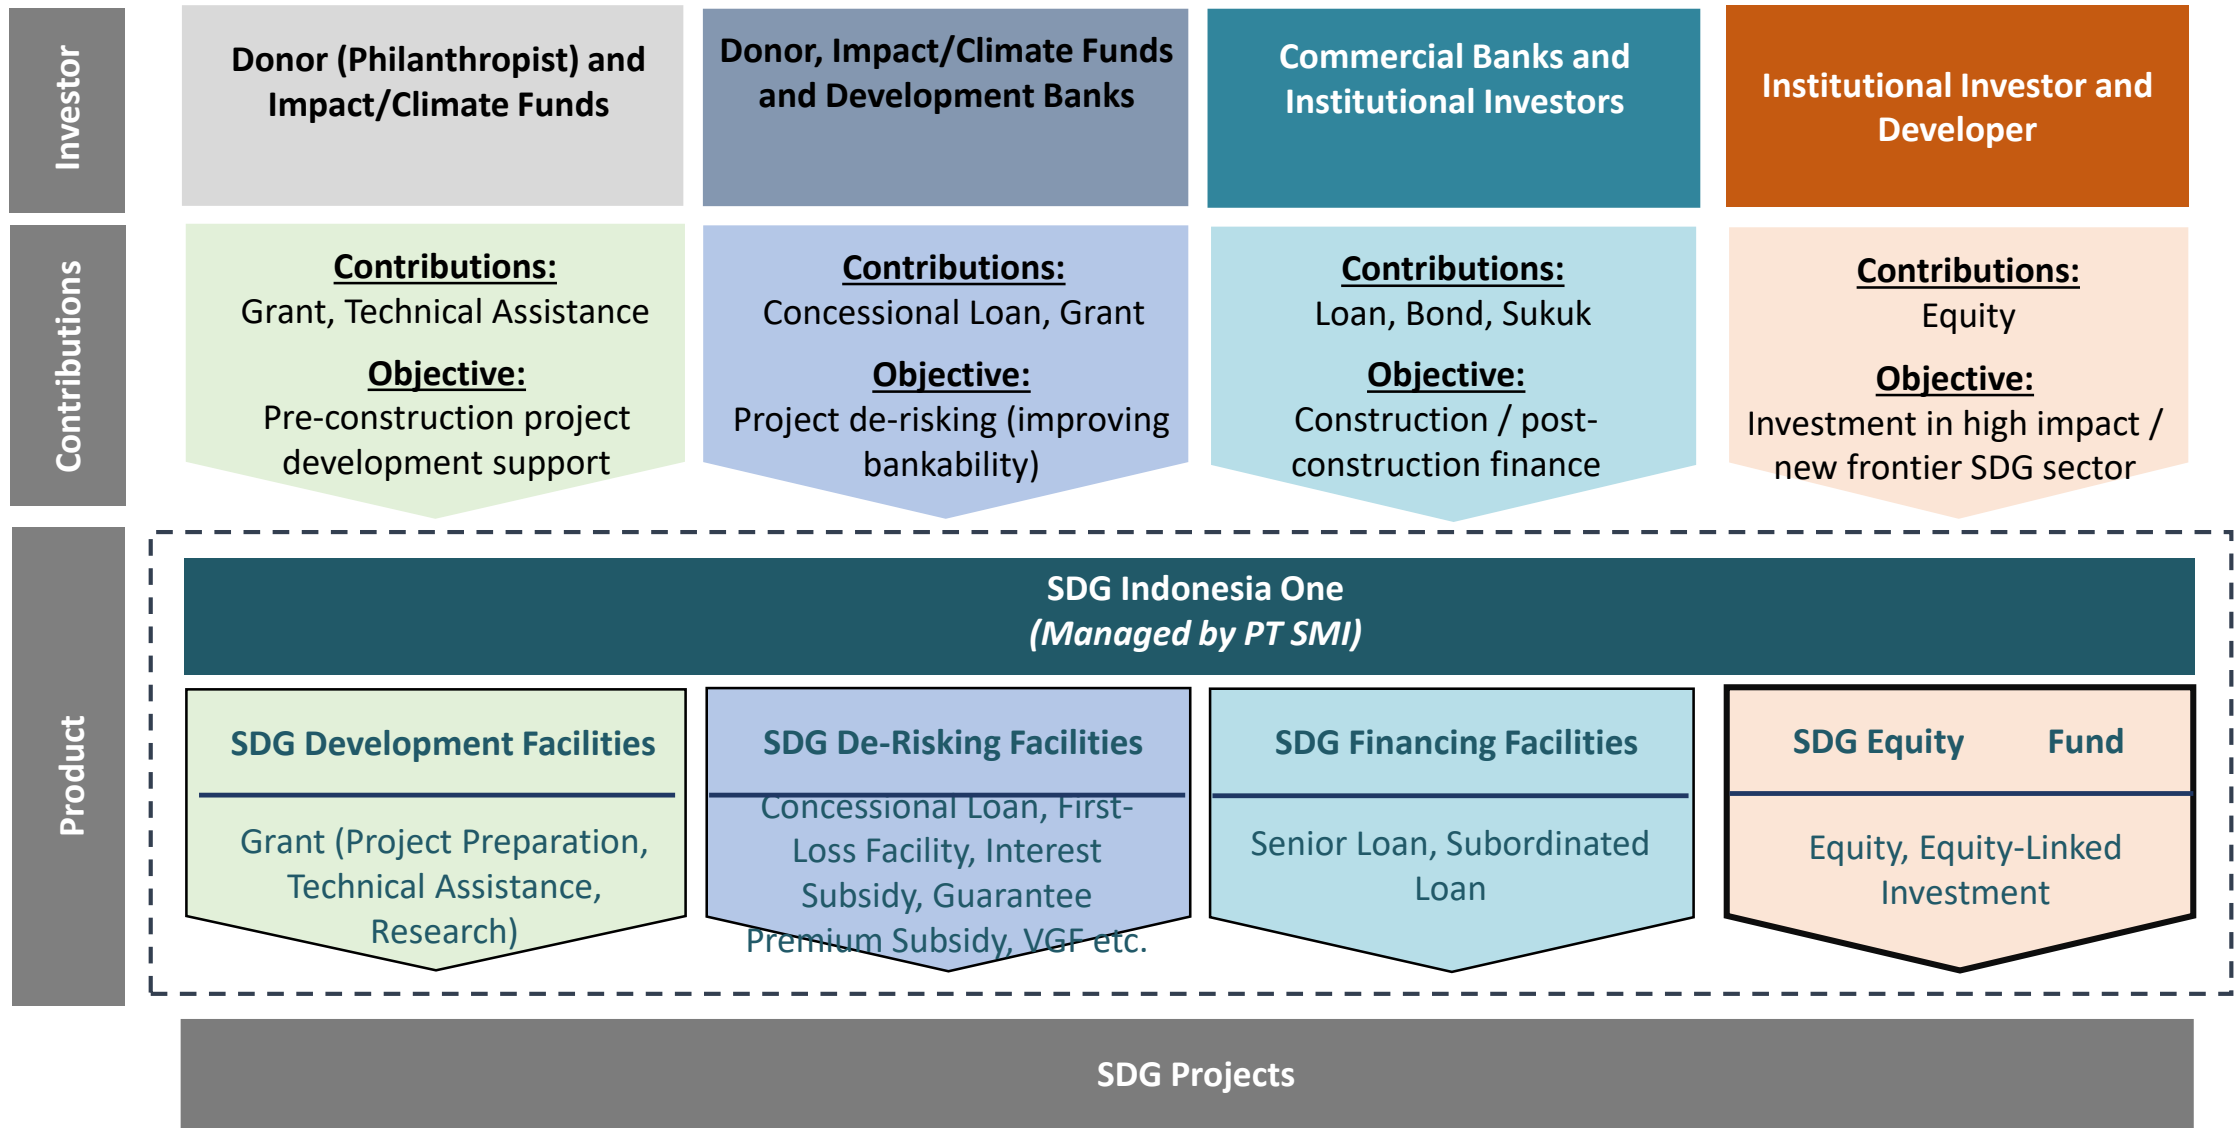 Investor
Donor (Philanthropist) and
Impact/Climate Funds
Donor, Impact/Climate Funds
and Development Banks
Commercial Banks and
Institutional Investors
Institutional Investor and
Developer
Contributions
Contributions:
Grant, Technical Assistance
Objective:
Pre-construction project
development support
Contributions:
Concessional Loan, Grant
Objective:
Project de-risking (improving
bankability)
Contributions:
Loan, Bond, Sukuk
Objective:
Construction / post-
construction finance
Contributions:
Equity
Objective:
Investment in high impact /
new frontier SDG sector
Product
SDG Indonesia One
(Managed by PT SMI)
SDG Development Facilities
Grant (Project Preparation,
Technical Assistance,
Research)
SDG De-Risking Facilities
Concessional Loan, First-
Loss Facility, Interest
Subsidy, Guarantee
Premium Subsidy, VGF etc.
SDG Financing Facilities
Senior Loan, Subordinated
Loan
SDG Equity Fund
Equity, Equity-Linked
Investment
SDG Projects